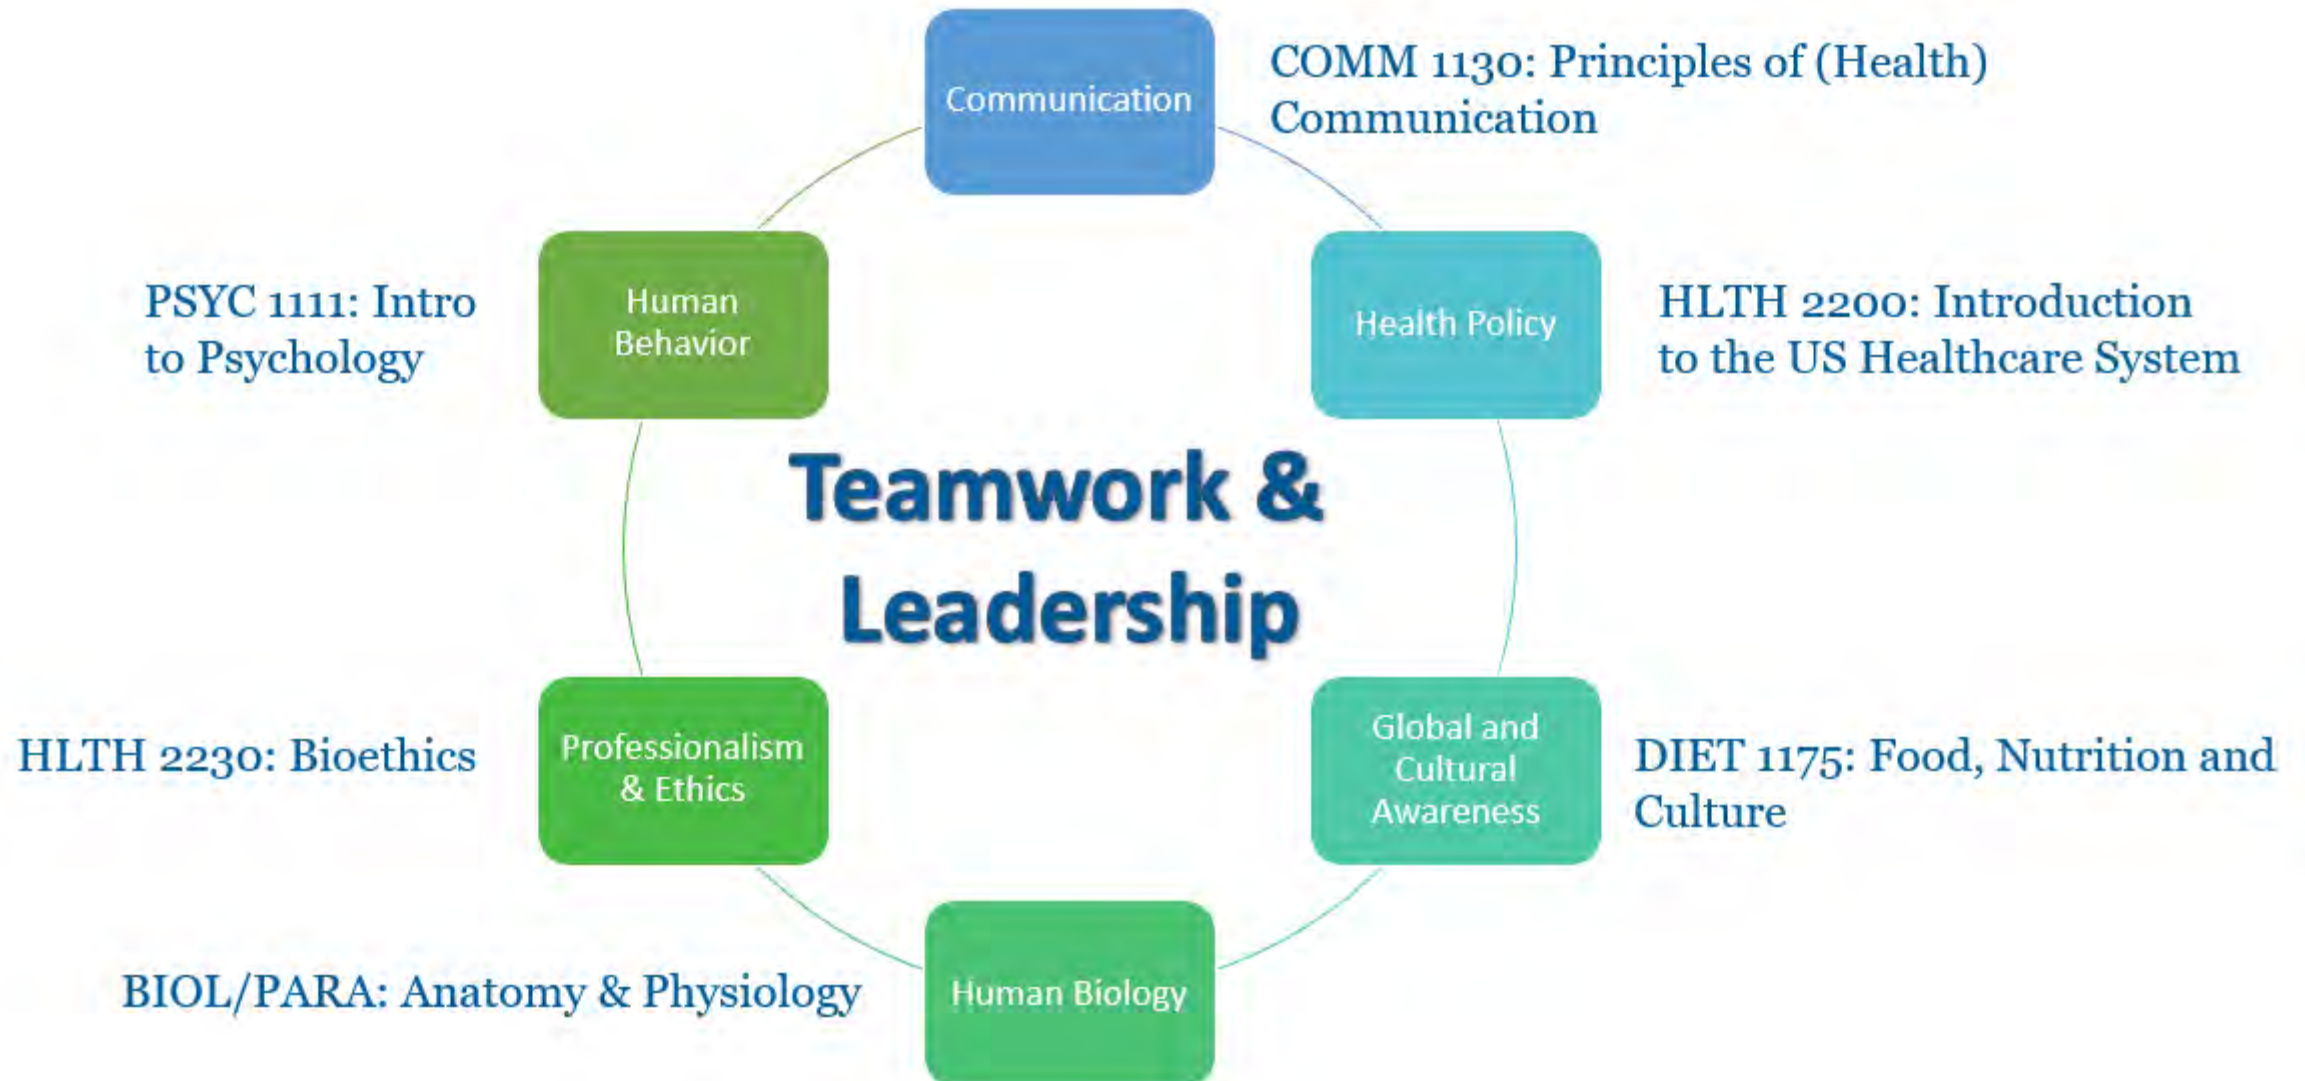 Communication
COMM 1130: Principles of (Health)
Communication
Health Policy
HLTH 2200: Introduction
to the US Healthcare System
Global and
Cultural
Awareness
DIET 1175: Food, Nutrition and
Culture
Human Biology
BIOL/PARA: Anatomy & Physiology
Professionalism
& Ethics
HLTH 2230: Bioethics
Human
Behavior
PSYC 1111: Intro
to Psychology
Teamwork &
Leadership